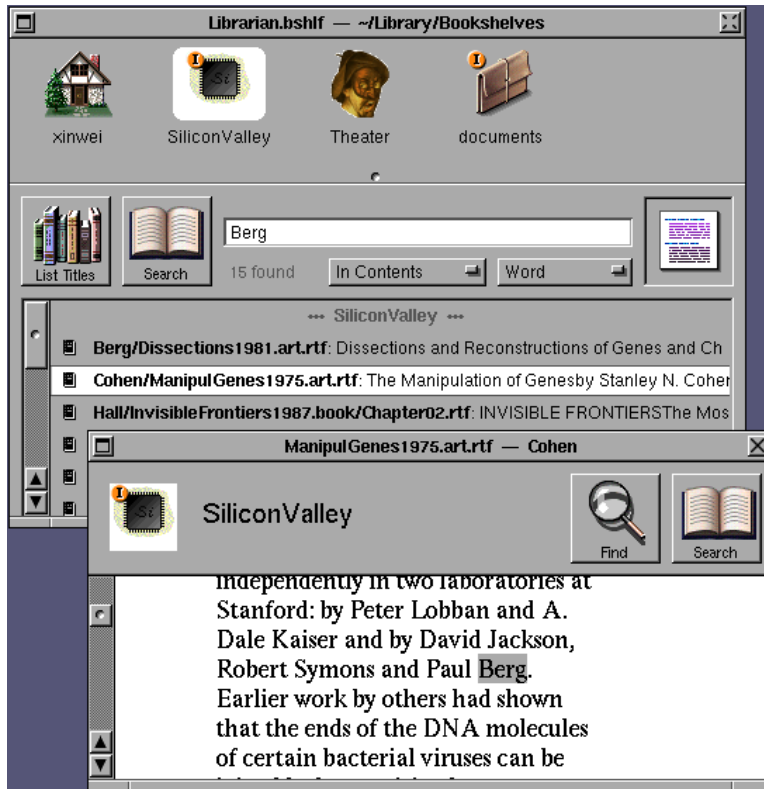 Librarian.bshlf — ~/Library/Bookshelves
I
I
xinwei
SiliconValley
Theater
documents
Berg
List Titles
Search
15 found
In Contents
Word
--- SiliconValley ---
Berg/Dissections1981.art.rtf: Dissections and Reconstructions of Genes and Ch
Cohen/ManipulGenes1975.art.rtf: The Manipulation of Genesby Stanley N. Cohen
Hall/InvisibleFrontiers1987.book/Chapter02.rtf: INVISIBLE FRONTIERSThe Mos
ManipulGenes1975.art.rtf — Cohen
I
Si
SiliconValley
Find
Search
independently in two laboratories at
Stanford: by Peter Lobban and A.
Dale Kaiser and by David Jackson,
Robert Symons and Paul Berg.
Earlier work by others had shown
that the ends of the DNA molecules
of certain bacterial viruses can be